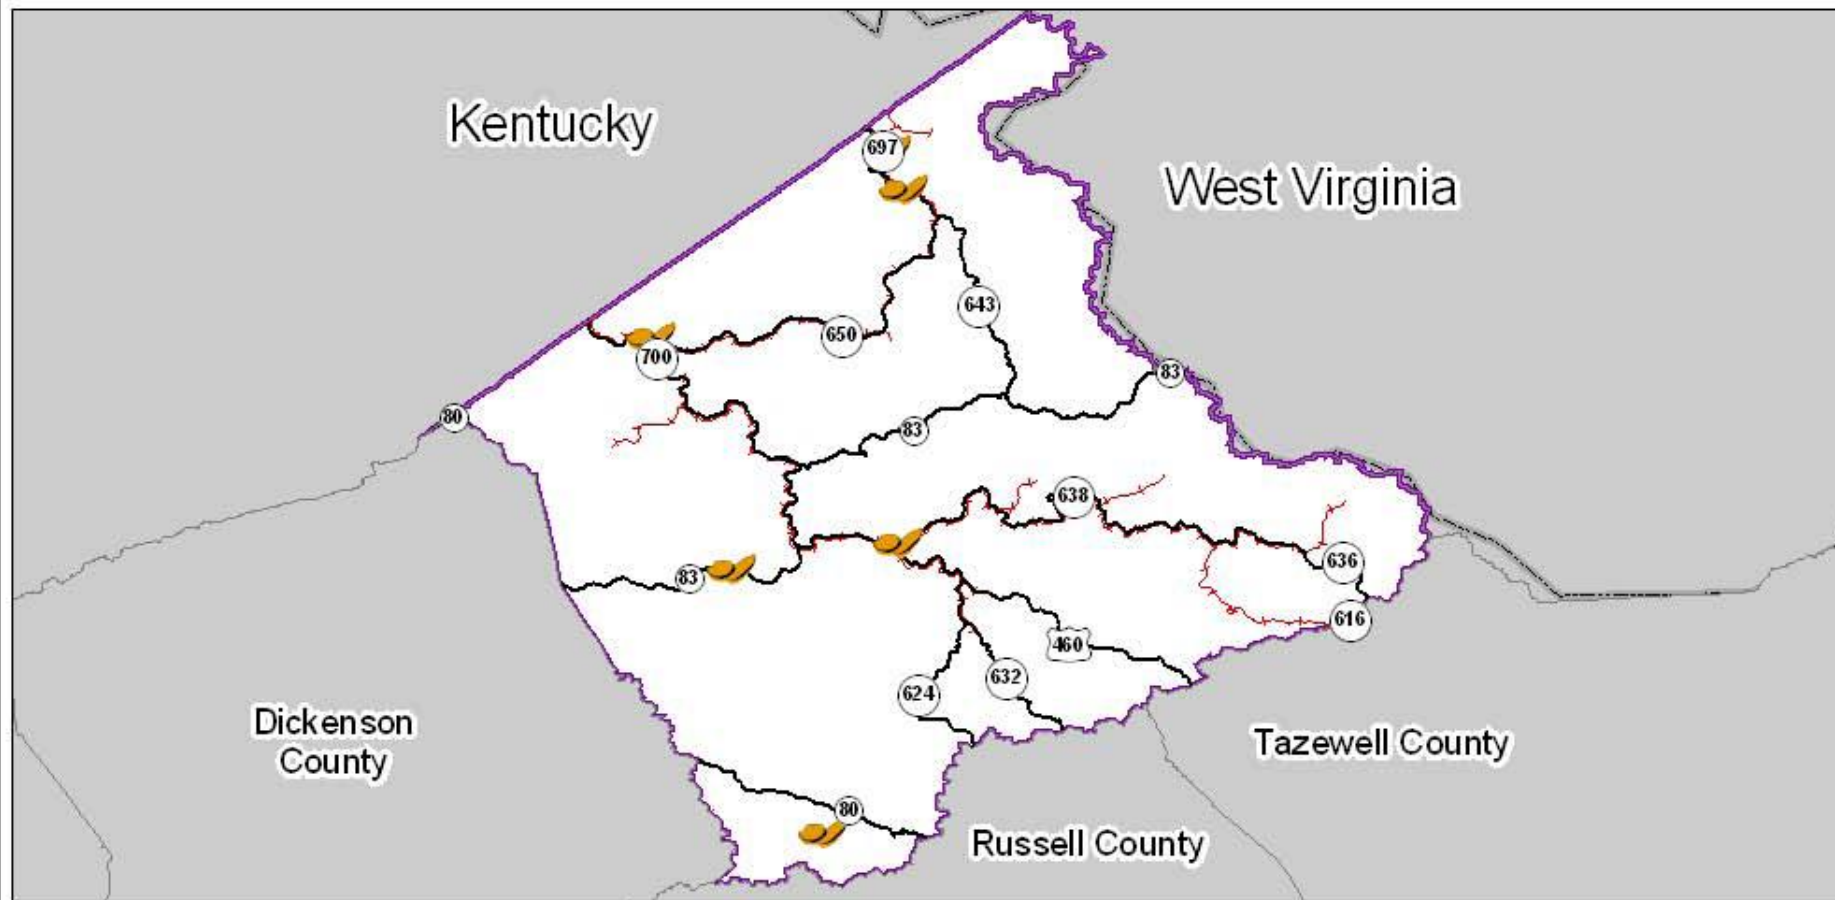 Kentucky
697
West Virginia
643
650
700
83
80
83
638
636
83
616
460
632
624
Dickenson
County
Tazewell County
80
Russell County